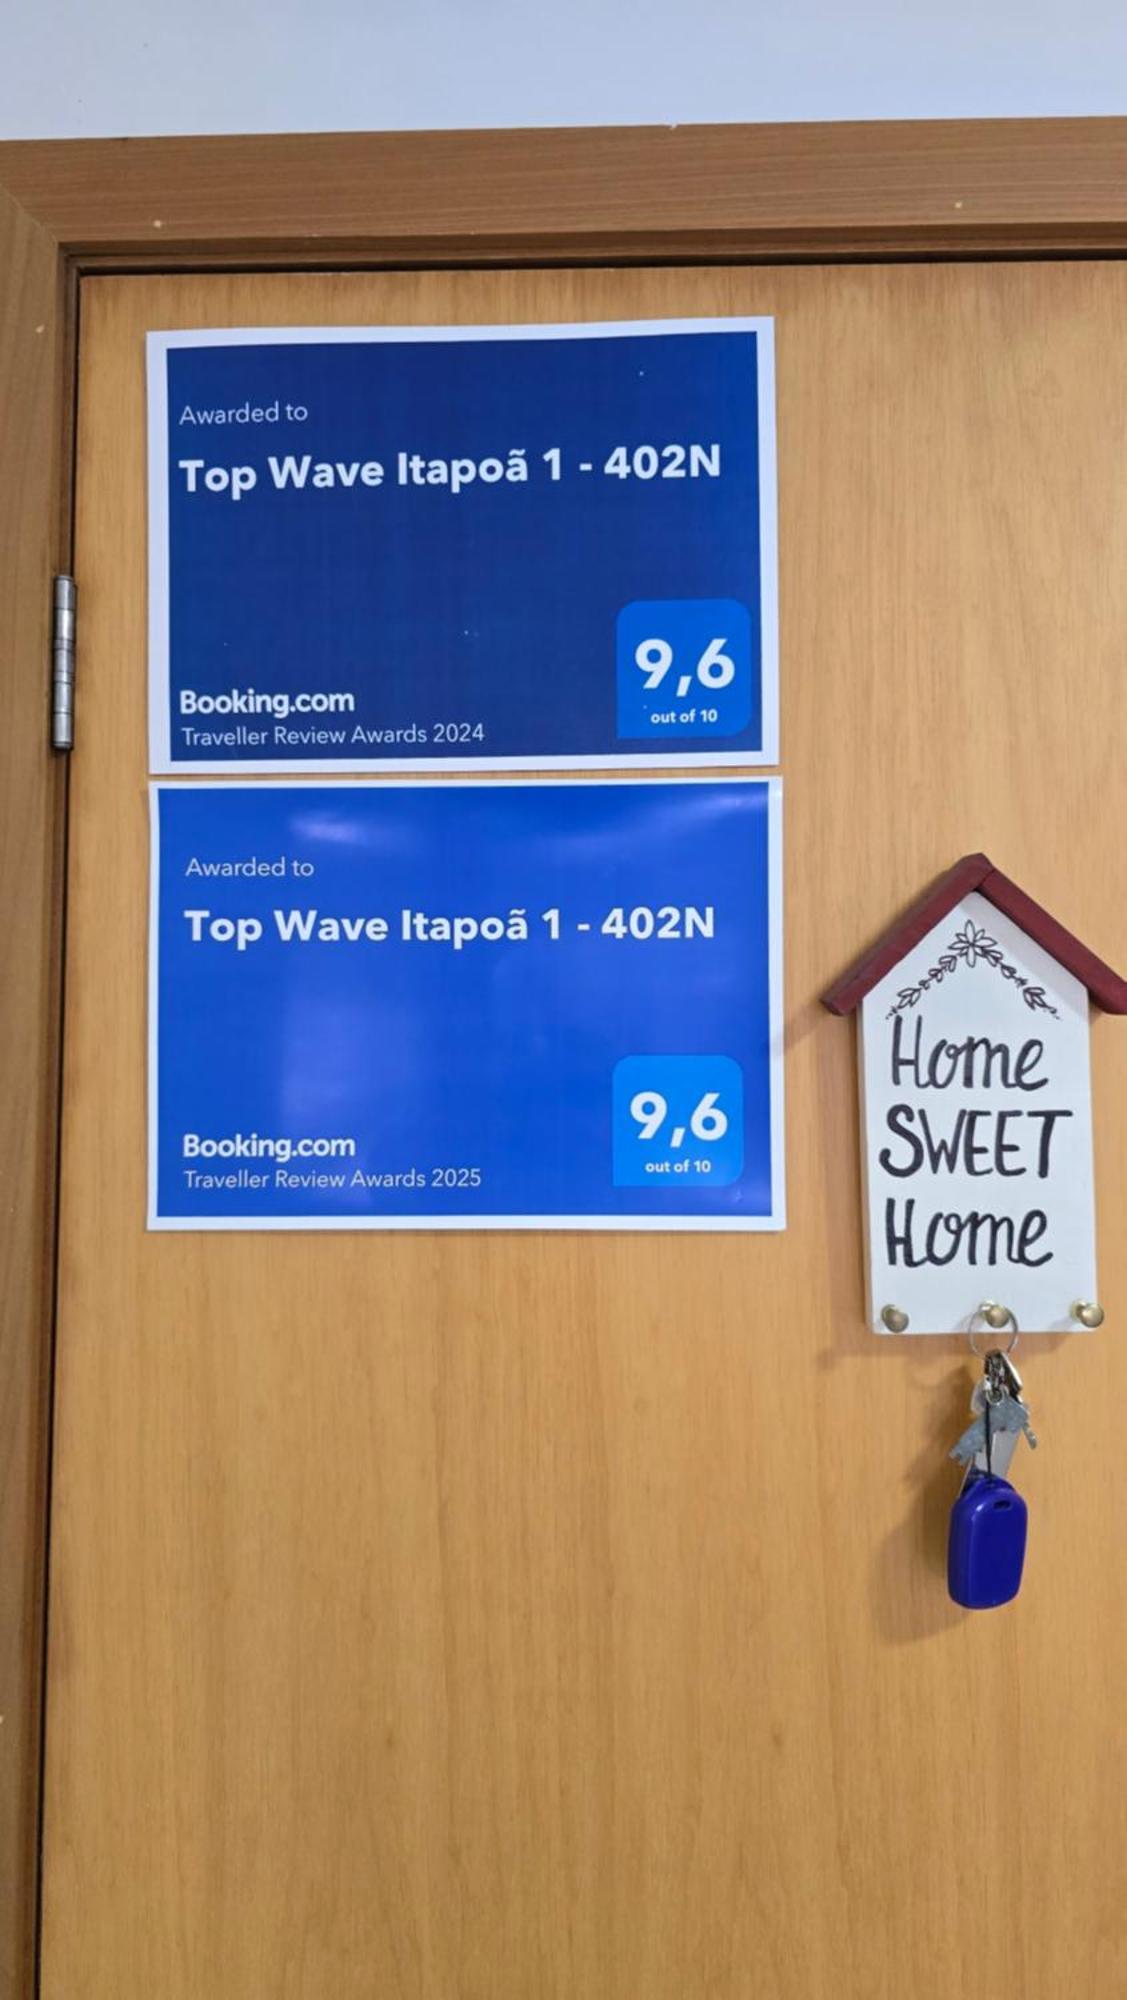 Awarded to
Top Wave Itapoã 1 - 402N
9,6
out of 10
Booking.com
Traveller Review Awards 2024
Awarded to
Top Wave Itapoã 1 - 402N
9,6
out of 10
Booking.com
Traveller Review Awards 2025
Home
SWEET
Home